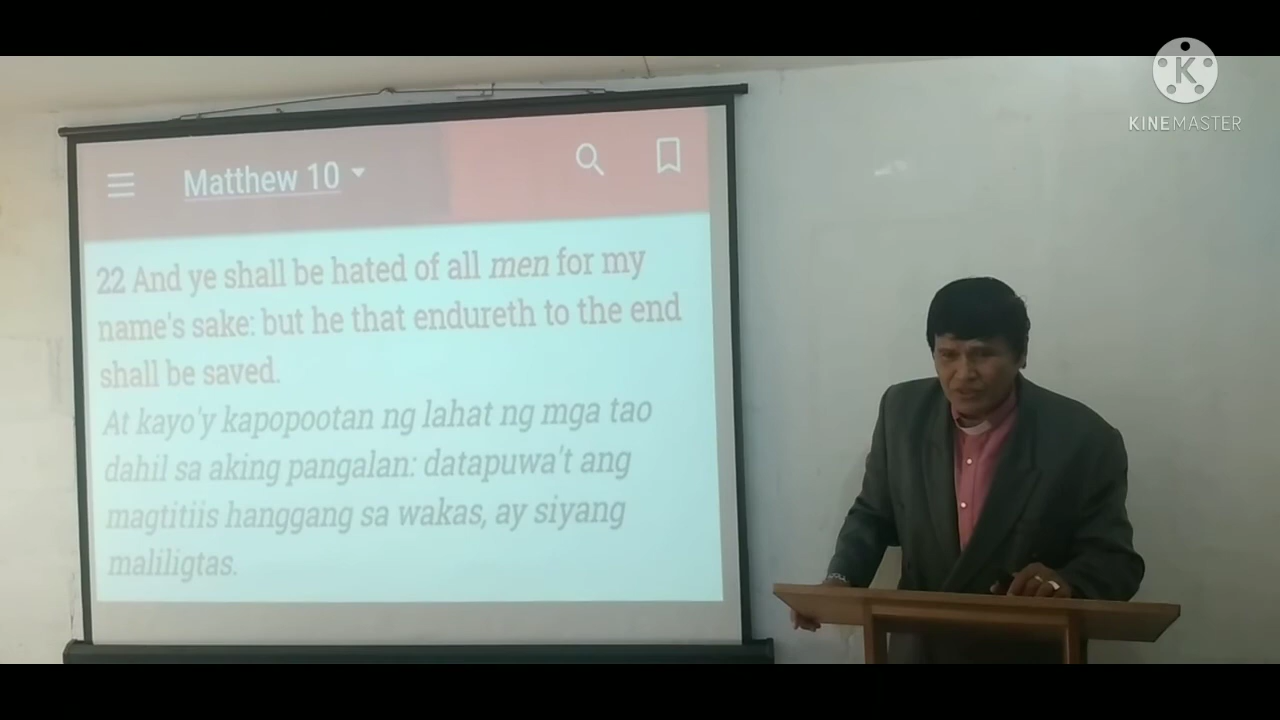 K
KINEMASTER
Matthew 10
22 And ye shall be hated of all men for my
name's sake: but he that endureth to the end
shall be saved.
At kayo'y kapopootan ng lahat ng mga tao
dahil sa aking pangalan: datapuwa't ang
magtitiis hanggang sa wakas, ay siyang
maliligtas.